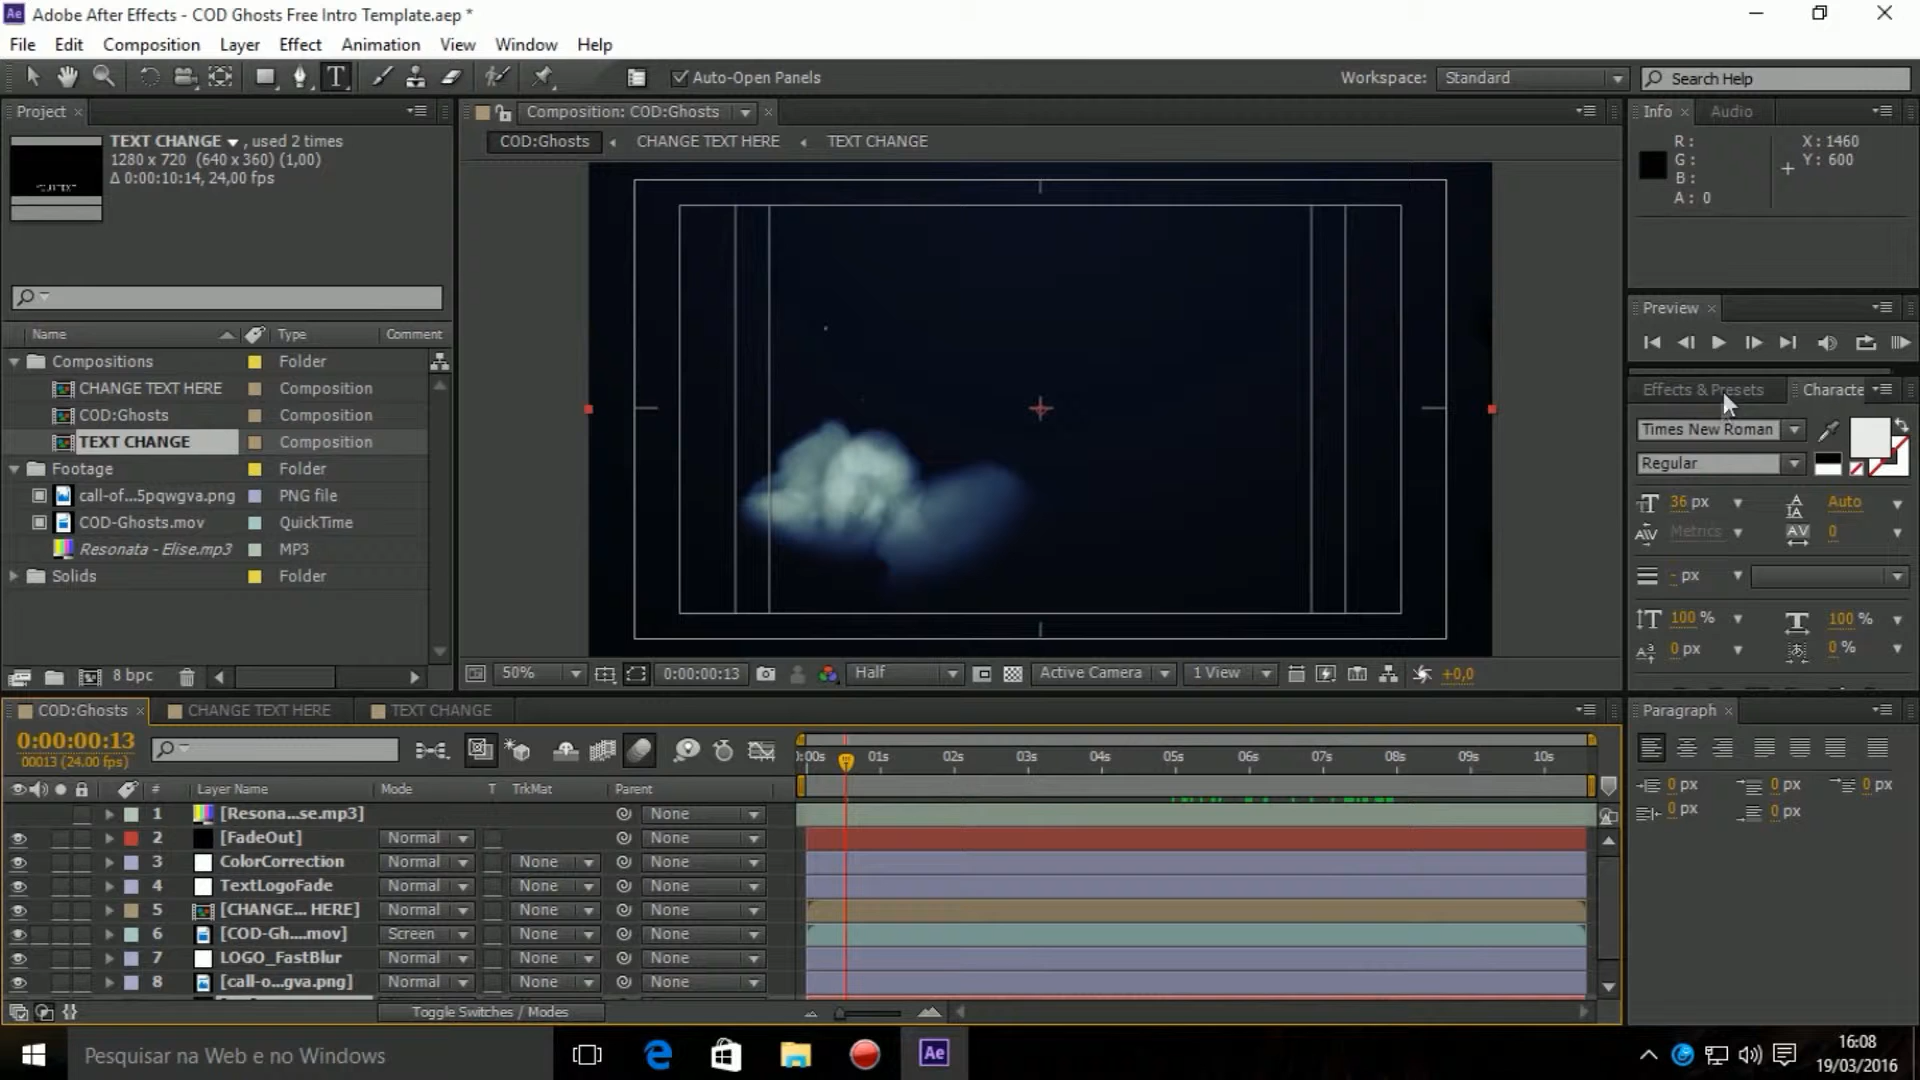 Ae Adobe After Effects - COD Ghosts Free Intro Template.aep *
File Edit Composition Layer Effect Animation View Window Help
T Auto-Open Panels Workspace: Standard Search Help
Project
TEXT CHANGE , used 2 times
1280 x 720 (640 x 360) (1,00)
Δ 0:00:10:14, 24,00 fps
Name Type Comment
Compositions Folder
CHANGE TEXT HERE Composition
COD:Ghosts Composition
TEXT CHANGE Composition
Footage Folder
call-of...5pqwgva.png PNG file
COD-Ghosts.mov QuickTime
Resonata - Elise.mp3 MP3
Solids Folder
8 bpc
Composition: COD:Ghosts
COD:Ghosts CHANGE TEXT HERE TEXT CHANGE
50% 0:00:00:13 Half Active Camera 1 View +0,0
Info Audio
R: X: 1460
G: Y: 600
B:
A: 0
Preview
Effects & Presets Characte
Times New Roman
Regular
36 px Auto
Metrics 0
- px
100 % 100 %
0 px 0 %
Paragraph
0 px 0 px 0 px
0 px 0 px
COD:Ghosts CHANGE TEXT HERE TEXT CHANGE
0:00:00:13
00013 (24.00 fps)
):00s 01s 02s 03s 04s 05s 06s 07s 08s 09s 10s
# Layer Name Mode T TrkMat Parent
1 [Resona...se.mp3] None
2 [FadeOut] Normal None
3 ColorCorrection Normal None None
4 TextLogoFade Normal None None
5 [CHANGE... HERE] Normal None None
6 [COD-Gh....mov] Screen None None
7 LOGO_FastBlur Normal None None
8 [call-o...gva.png] Normal None None
Toggle Switches / Modes
Pesquisar na Web e no Windows
Ae
16:08
19/03/2016